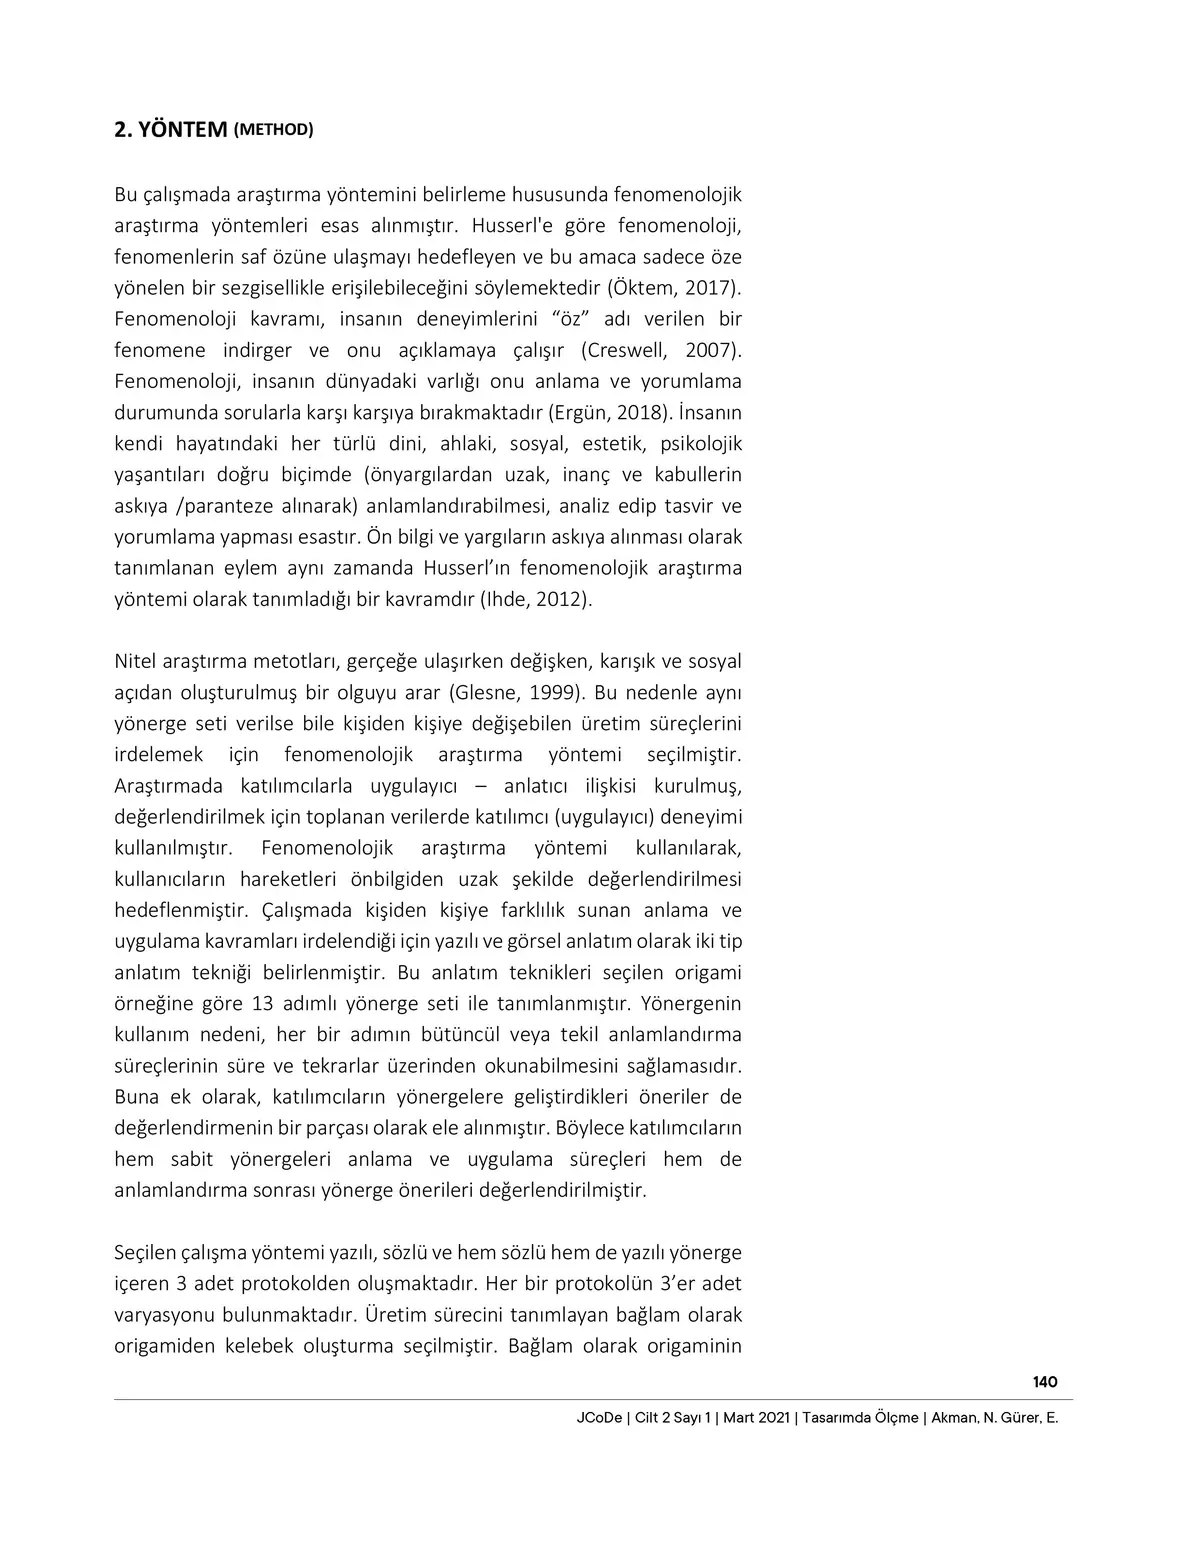 2. YÖNTEM (METHOD)
Bu çalışmada araştırma yöntemini belirleme hususunda fenomenolojik
araştırma yöntemleri esas alınmıştır. Husserl'e göre fenomenoloji,
fenomenlerin saf özüne ulaşmayı hedefleyen ve bu amaca sadece öze
yönelen bir sezgisellikle erişilebileceğini söylemektedir (Öktem, 2017).
Fenomenoloji kavramı, insanın deneyimlerini “öz” adı verilen bir
fenomene indirger ve onu açıklamaya çalışır (Creswell, 2007).
Fenomenoloji, insanın dünyadaki varlığı onu anlama ve yorumlama
durumunda sorularla karşı karşıya bırakmaktadır (Ergün, 2018). İnsanın
kendi hayatındaki her türlü dini, ahlaki, sosyal, estetik, psikolojik
yaşantıları doğru biçimde (önyargılardan uzak, inanç ve kabullerin
askıya /paranteze alınarak) anlamlandırabilmesi, analiz edip tasvir ve
yorumlama yapması esastır. Ön bilgi ve yargıların askıya alınması olarak
tanımlanan eylem aynı zamanda Husserl’ın fenomenolojik araştırma
yöntemi olarak tanımladığı bir kavramdır (Ihde, 2012).
Nitel araştırma metotları, gerçeğe ulaşırken değişken, karışık ve sosyal
açıdan oluşturulmuş bir olguyu arar (Glesne, 1999). Bu nedenle aynı
yönerge seti verilse bile kişiden kişiye değişebilen üretim süreçlerini
irdelemek için fenomenolojik araştırma yöntemi seçilmiştir.
Araştırmada katılımcılarla uygulayıcı – anlatıcı ilişkisi kurulmuş,
değerlendirilmek için toplanan verilerde katılımcı (uygulayıcı) deneyimi
kullanılmıştır. Fenomenolojik araştırma yöntemi kullanılarak,
kullanıcıların hareketleri önbilgiden uzak şekilde değerlendirilmesi
hedeflenmiştir. Çalışmada kişiden kişiye farklılık sunan anlama ve
uygulama kavramları irdelendiği için yazılı ve görsel anlatım olarak iki tip
anlatım tekniği belirlenmiştir. Bu anlatım teknikleri seçilen origami
örneğine göre 13 adımlı yönerge seti ile tanımlanmıştır. Yönergenin
kullanım nedeni, her bir adımın bütüncül veya tekil anlamlandırma
süreçlerinin süre ve tekrarlar üzerinden okunabilmesini sağlamasıdır.
Buna ek olarak, katılımcıların yönergelere geliştirdikleri öneriler de
değerlendirmenin bir parçası olarak ele alınmıştır. Böylece katılımcıların
hem sabit yönergeleri anlama ve uygulama süreçleri hem de
anlamlandırma sonrası yönerge önerileri değerlendirilmiştir.
Seçilen çalışma yöntemi yazılı, sözlü ve hem sözlü hem de yazılı yönerge
içeren 3 adet protokolden oluşmaktadır. Her bir protokolün 3’er adet
varyasyonu bulunmaktadır. Üretim sürecini tanımlayan bağlam olarak
origamiden kelebek oluşturma seçilmiştir. Bağlam olarak origaminin
140
JCoDe | Cilt 2 Sayı 1 | Mart 2021 | Tasarımda Ölçme | Akman, N. Gürer, E.